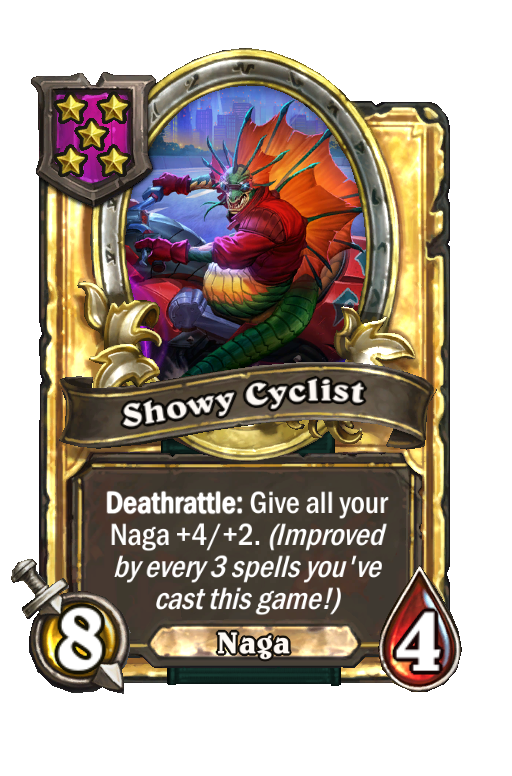 Showy Cyclist
Deathrattle: Give all your
Naga +4/+2. (Improved
by every 3 spells you've
cast this game!)
8
Naga
4